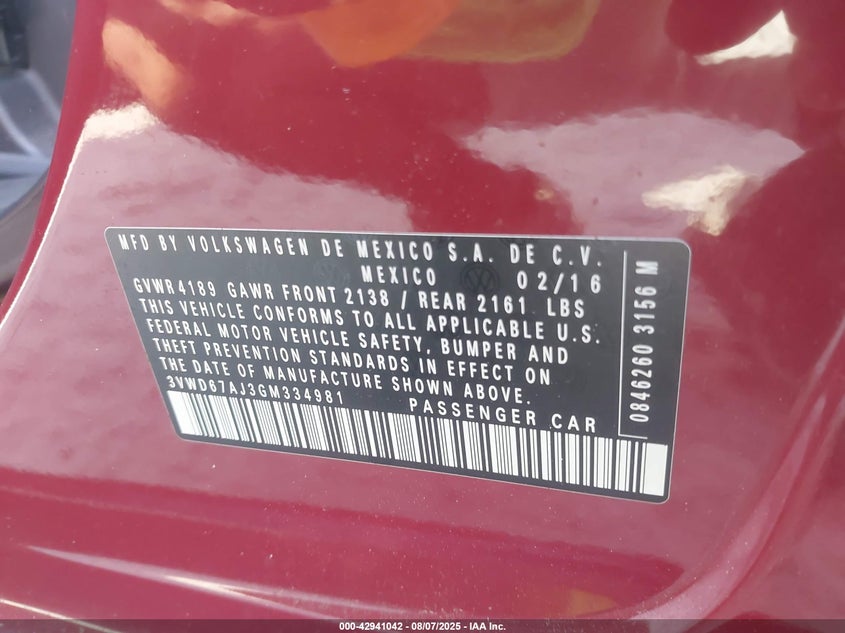 MFD BY VOLKSWAGEN DE MEXICO S.A. DE C.V.
MEXICO 02/16
GVWR 4189 GAWR FRONT 2138 / REAR 2161 LBS
THIS VEHICLE CONFORMS TO ALL APPLICABLE U.S.
FEDERAL MOTOR VEHICLE SAFETY, BUMPER AND
THEFT PREVENTION STANDARDS IN EFFECT ON
THE DATE OF MANUFACTURE SHOWN ABOVE.
3VWD67AJ3GM334981 PASSENGER CAR
0846260 3156 M
000-42941042 - 08/07/2025 - IAA Inc.